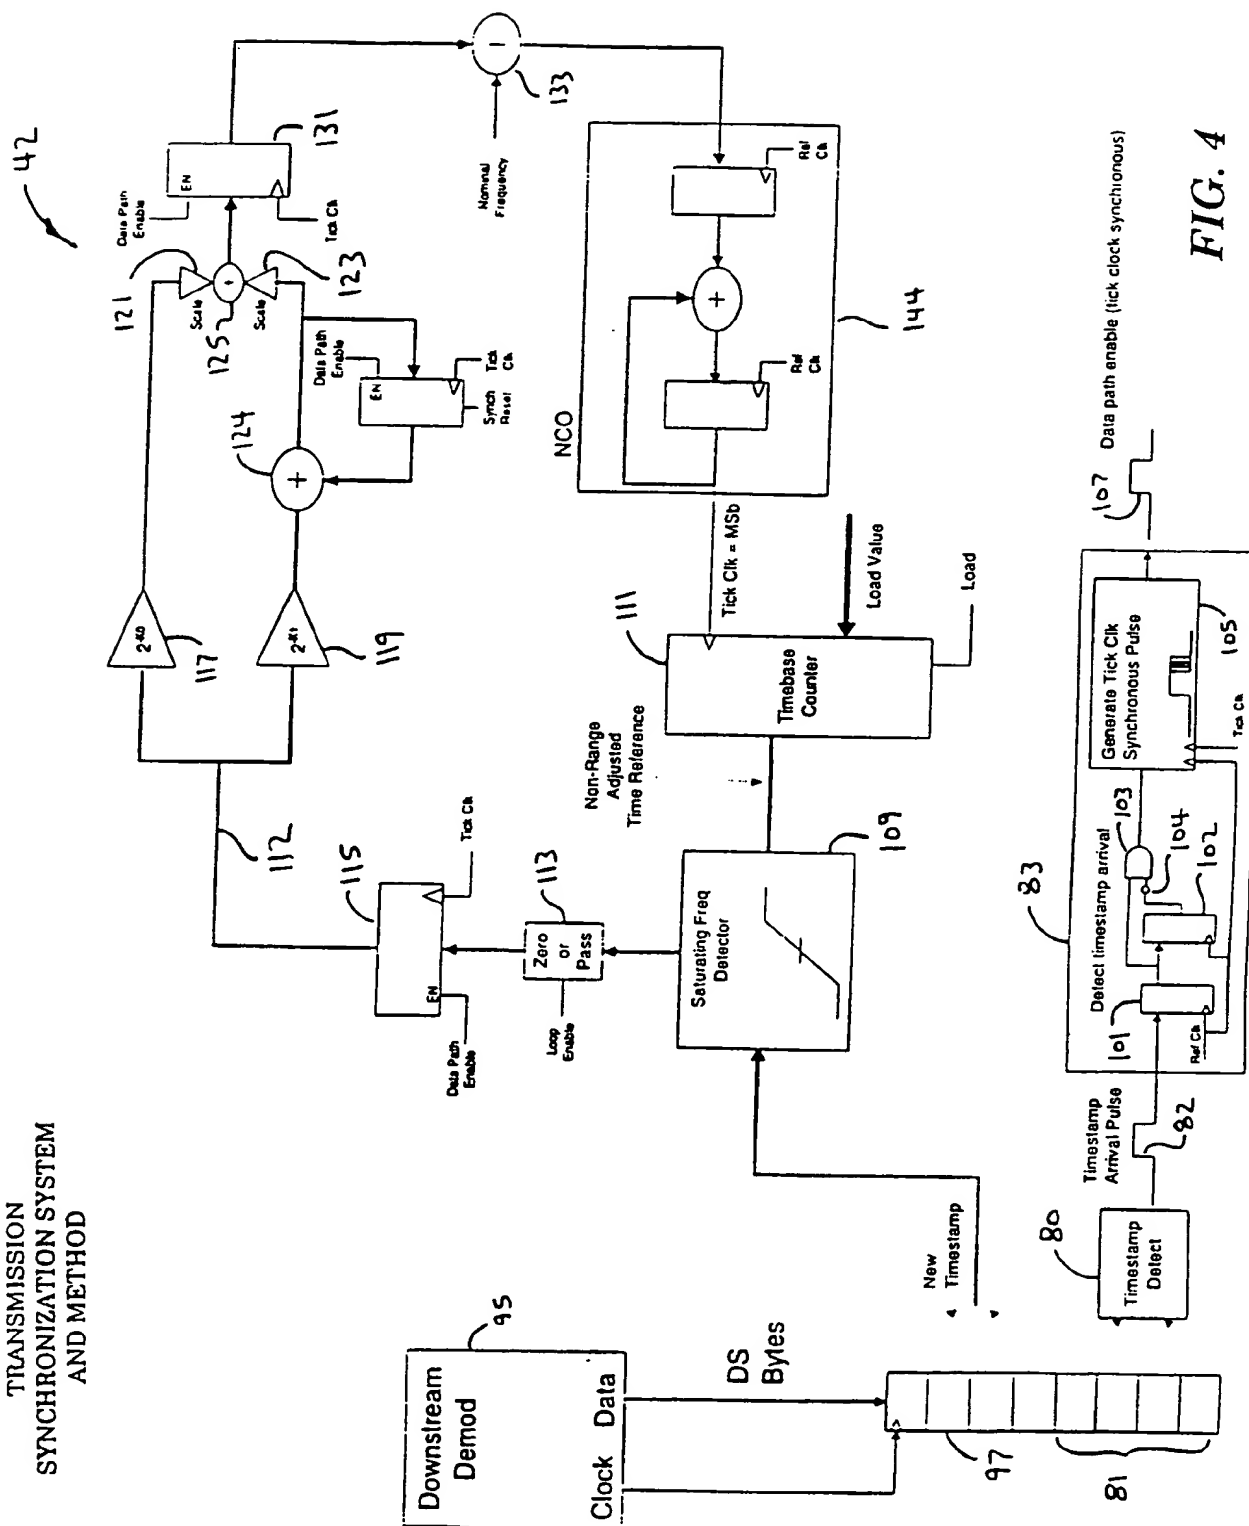 TRANSMISSION
SYNCHRONIZATION SYSTEM
AND METHOD
42
Downstream
Demod
Clock Data
95
DS
Bytes
97
81
New
Timestamp
80
Timestamp
Detect
Timestamp
Arrival Pulse
82
83
Detect timestamp arrival
101
Ref Clk
102
104
103
Generate Tick Clk
Synchronous Pulse
Tick Clk
105
107
Data path enable (tick clock synchronous)
Saturating Freq
Detector
109
Non-Range
Adjusted
Time Reference
Timebase
Counter
111
Load Value
Load
Tick Clk = MSb
Loop
Enable
Zero
or
Pass
113
Data Path
Enable
EN
115
Tick Clk
112
2-K0
117
2-K1
119
+
124
Data Path
Enable
EN
Tick
Clk
Synch
Reset
121
Scale
125
Scale
123
Data Path
Enable
EN
Tick Clk
131
Nominal
Frequency
−
133
NCO
+
Ref
Clk
Ref
Clk
144
FIG. 4